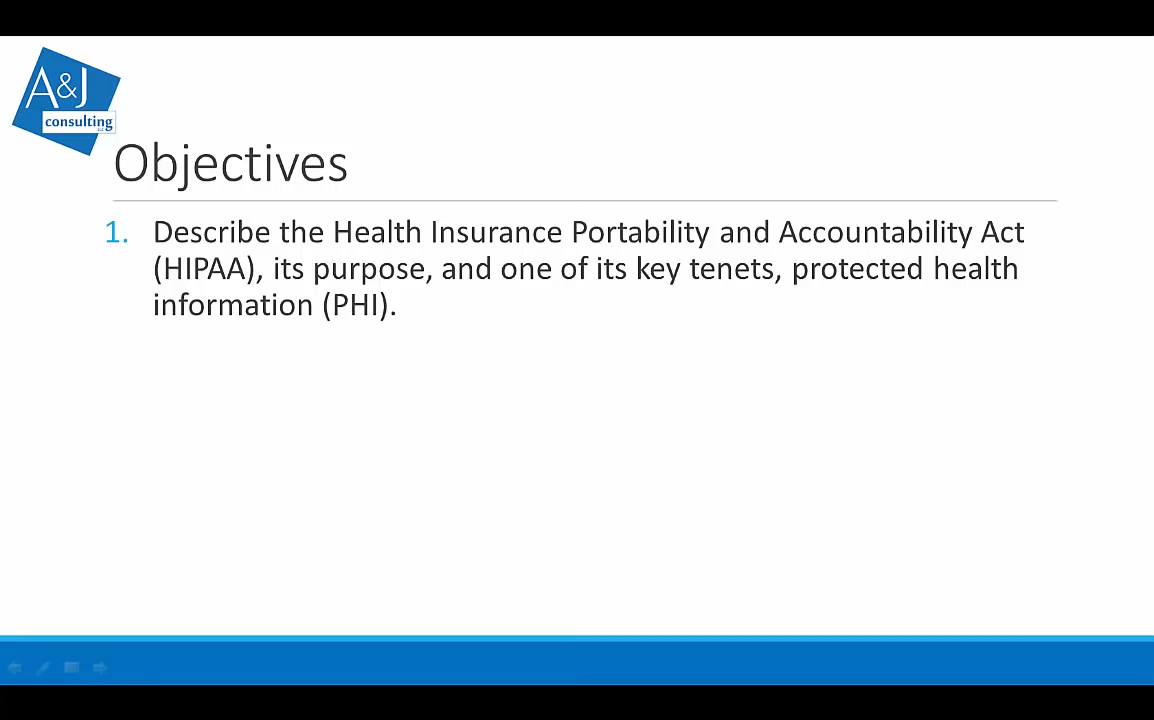 A&J
consulting
Objectives
1. Describe the Health Insurance Portability and Accountability Act
(HIPAA), its purpose, and one of its key tenets, protected health
information (PHI).